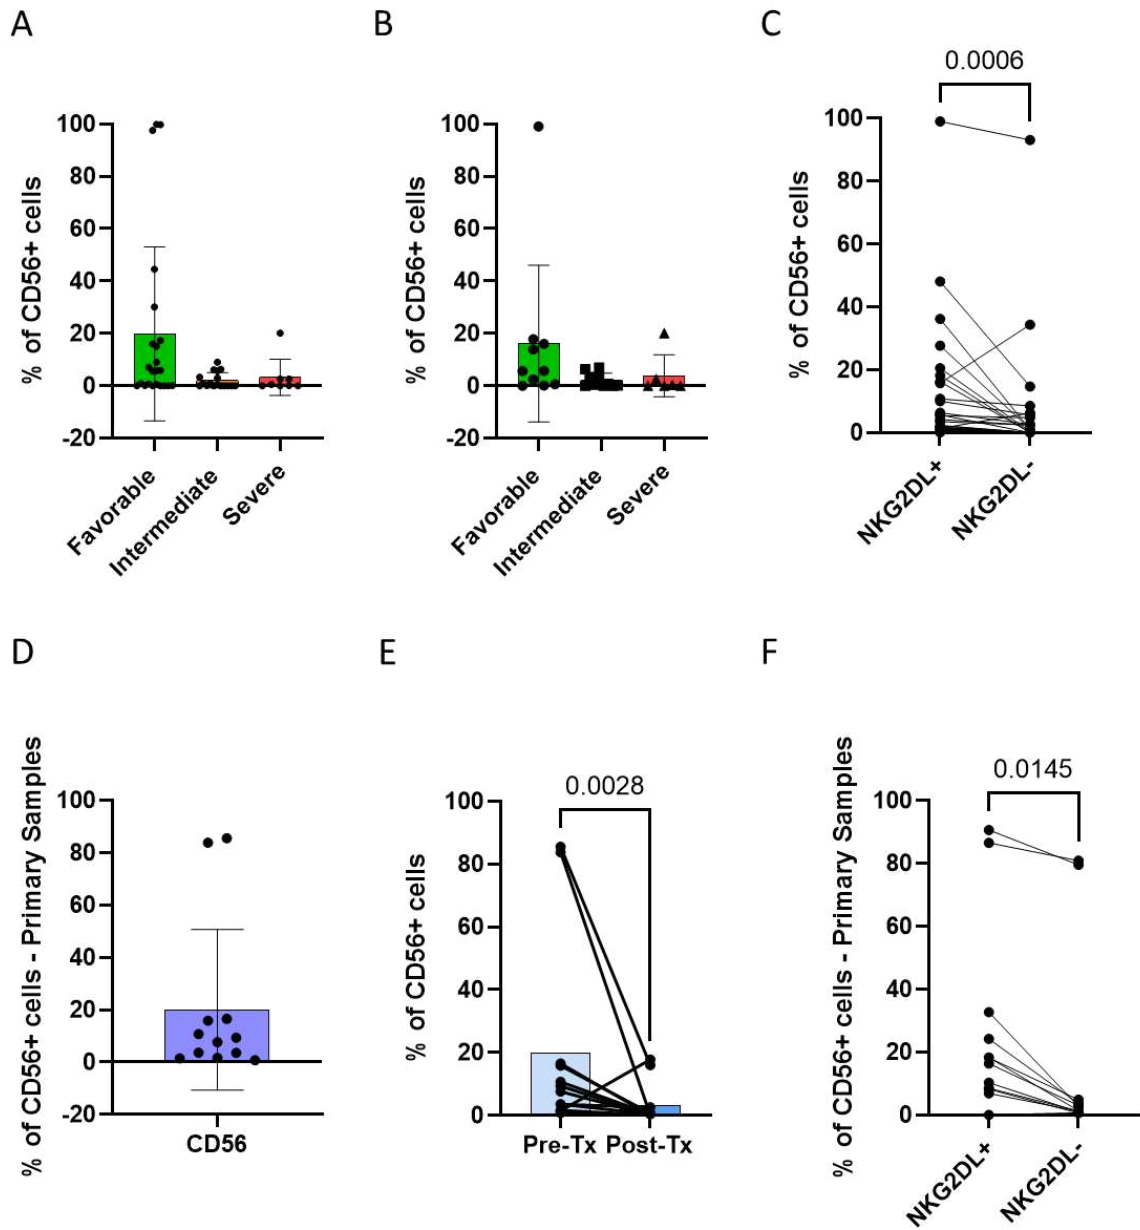 A
B
C
% of CD56+ cells
100
80
60
40
20
0
-20
Favorable
Intermediate
Severe
% of CD56+ cells
100
80
60
40
20
0
-20
Favorable
Intermediate
Severe
0.0006
% of CD56+ cells
100
80
60
40
20
0
NKG2DL+
NKG2DL-
D
E
F
% of CD56+ cells - Primary Samples
100
80
60
40
20
0
-20
CD56
0.0028
% of CD56+ cells
100
80
60
40
20
0
Pre-Tx
Post-Tx
0.0145
% of CD56+ cells - Primary Samples
100
80
60
40
20
0
NKG2DL+
NKG2DL-